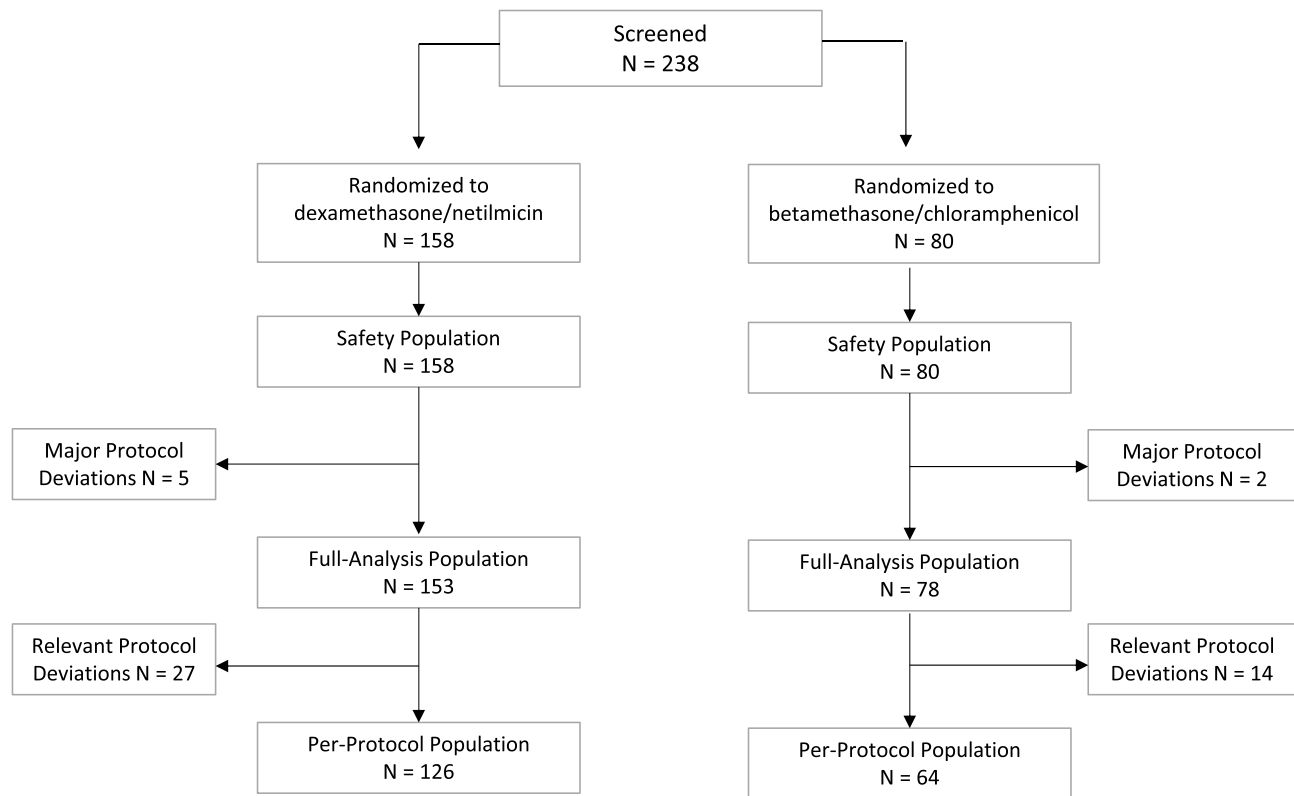 Screened
N = 238
Randomized to
dexamethasone/netilmicin
N = 158
Randomized to
betamethasone/chloramphenicol
N = 80
Safety Population
N = 158
Safety Population
N = 80
Major Protocol
Deviations N = 5
Major Protocol
Deviations N = 2
Full-Analysis Population
N = 153
Full-Analysis Population
N = 78
Relevant Protocol
Deviations N = 27
Relevant Protocol
Deviations N = 14
Per-Protocol Population
N = 126
Per-Protocol Population
N = 64